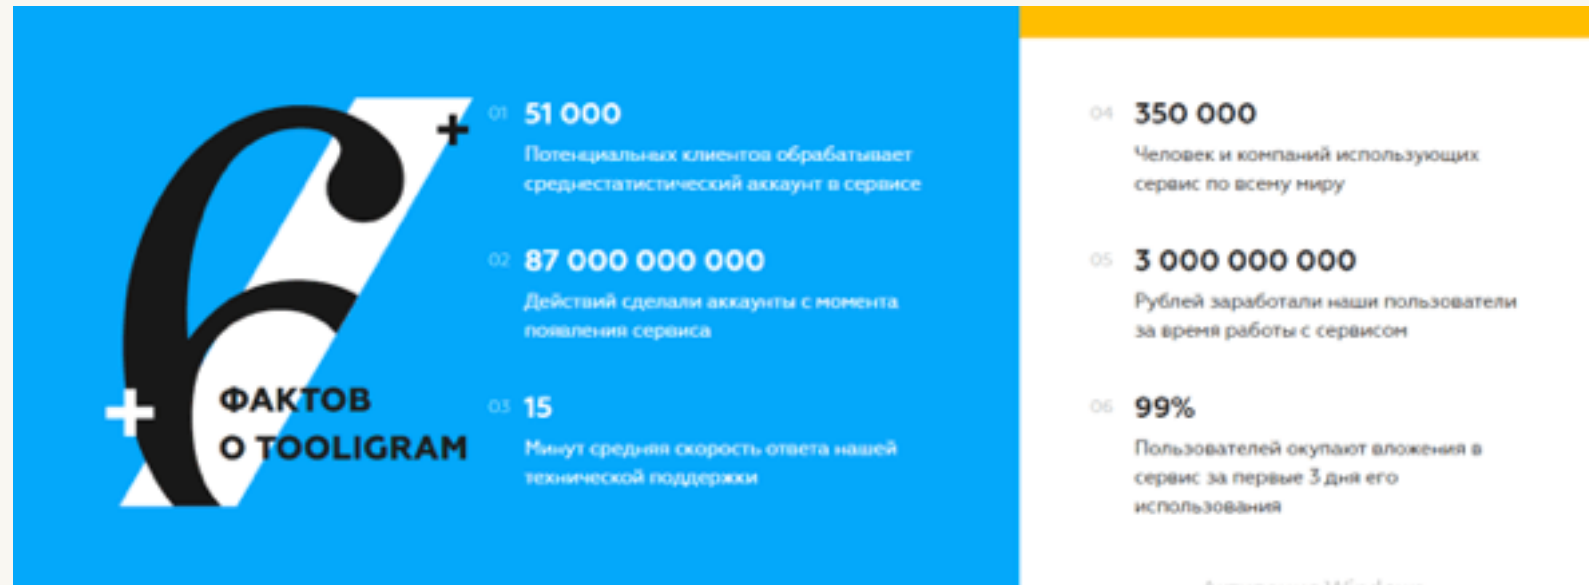 6
ФАКТОВ
О TOOLIGRAM
01 51 000
Потенциальных клиентов обрабатывает
среднестатистический аккаунт в сервисе
02 87 000 000 000
Действий сделали аккаунты с момента
появления сервиса
03 15
Минут средняя скорость ответа нашей
технической поддержки
04 350 000
Человек и компаний использующих
сервис по всему миру
05 3 000 000 000
Рублей заработали наши пользователи
за время работы с сервисом
06 99%
Пользователей окупают вложения в
сервис за первые 3 дня его
использования